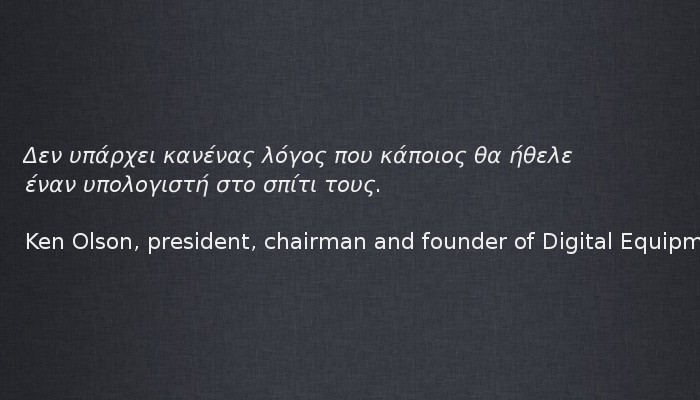 Δεν υπάρχει κανένας λόγος που κάποιος θα ήθελε
έναν υπολογιστή στο σπίτι τους.
Ken Olson, president, chairman and founder of Digital Equipm